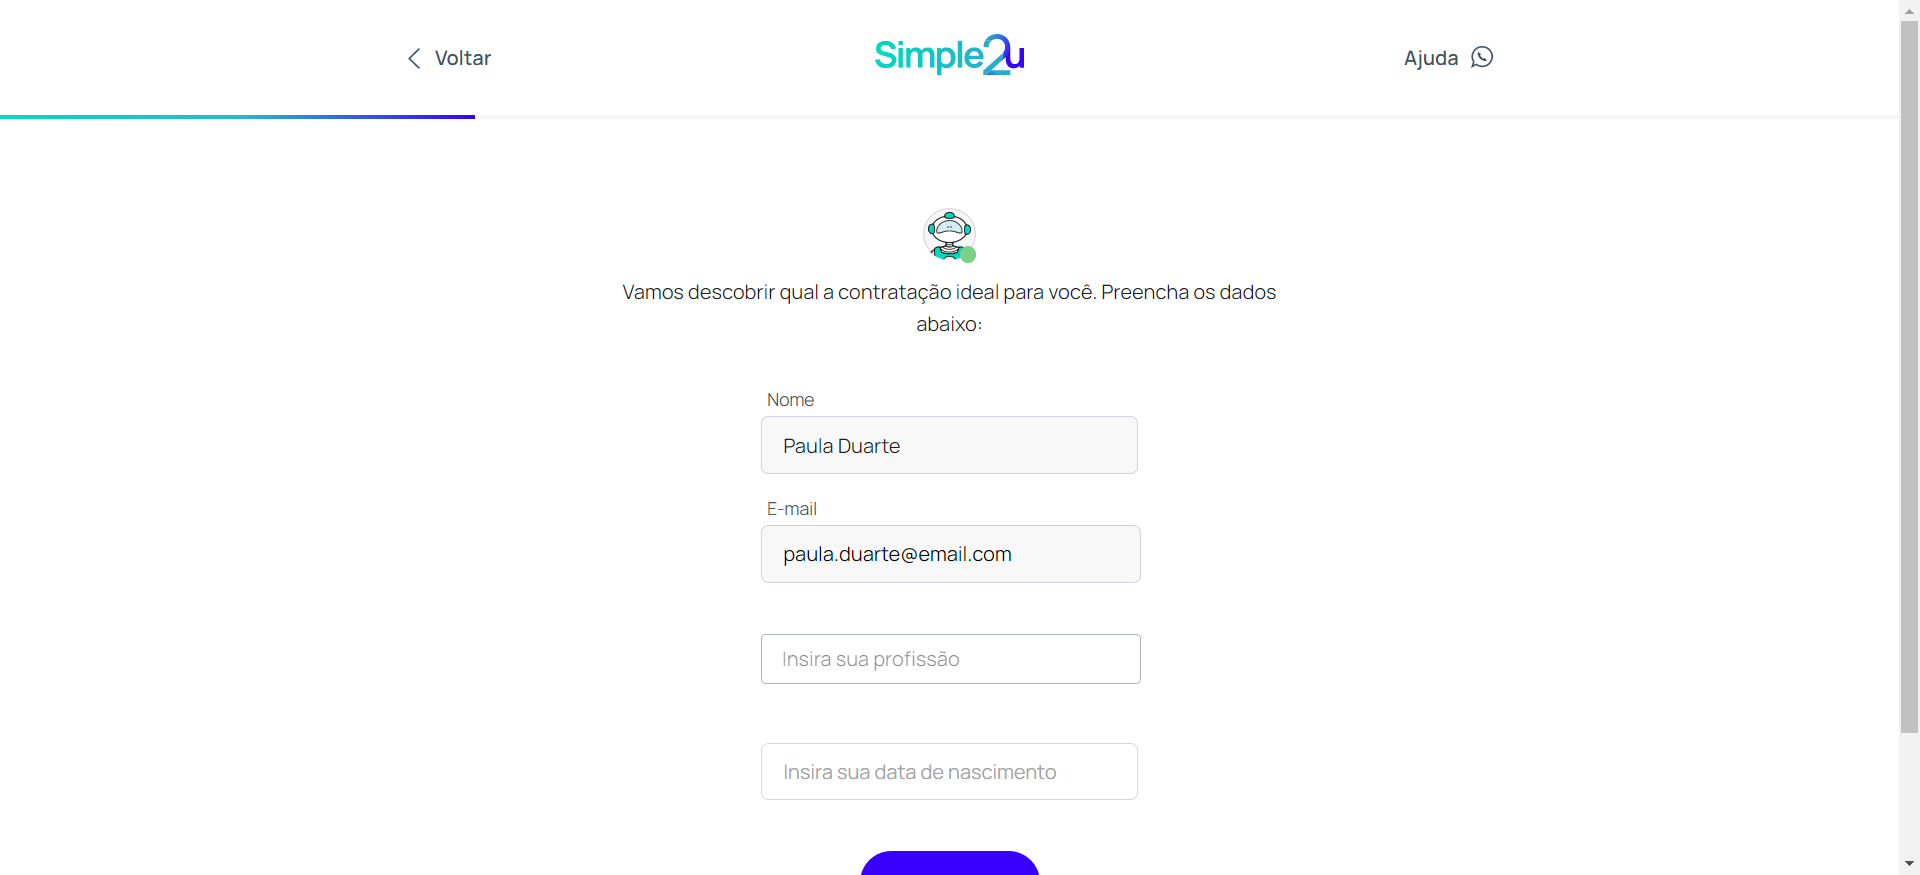 Voltar
Simple2u
Ajuda
Vamos descobrir qual a contratação ideal para você. Preencha os dados
abaixo:
Nome
Paula Duarte
E-mail
paula.duarte@email.com
Insira sua profissão
Insira sua data de nascimento